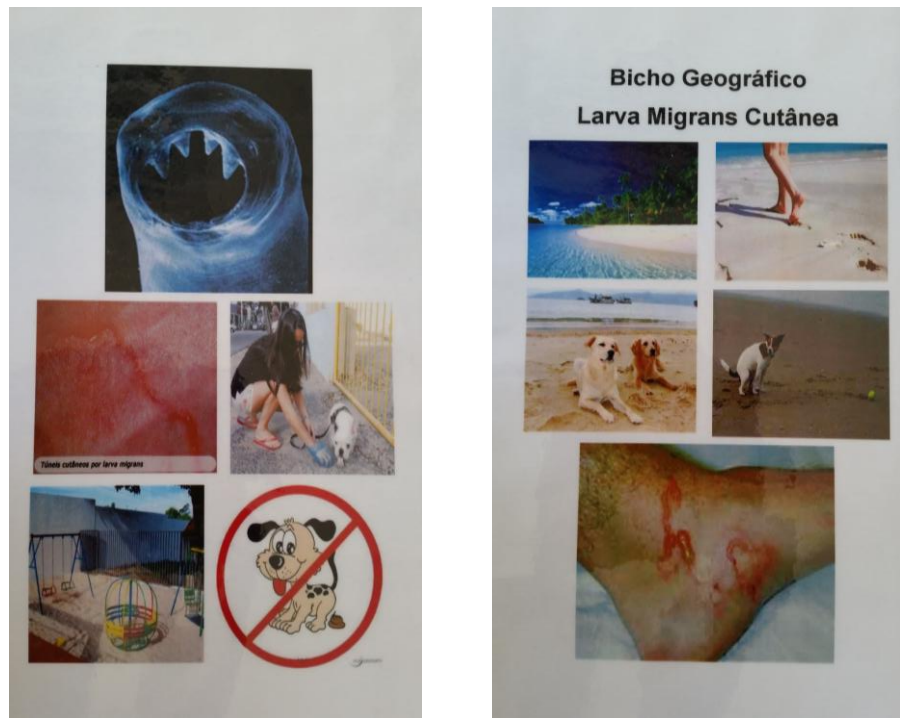 Túneis cutâneos por larva migrans
Bicho Geográfico
Larva Migrans Cutânea